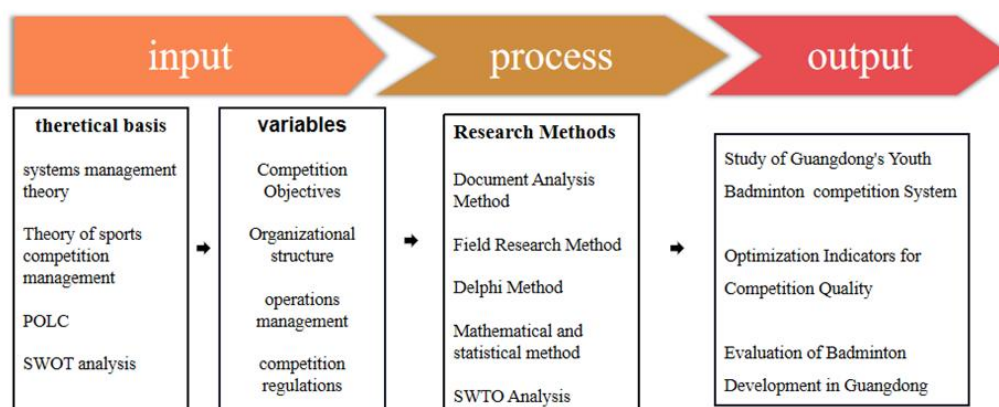 input
process
output
theretical basis
systems management
theory
Theory of sports
competition
management
POLC
SWOT analysis
variables
Competition
Objectives
Organizational
structure
operations
management
competition
regulations
Research Methods
Document Analysis
Method
Field Research Method
Delphi Method
Mathematical and
statistical method
SWTO Analysis
Study of Guangdong's Youth
Badminton competition System
Optimization Indicators for
Competition Quality
Evaluation of Badminton
Development in Guangdong